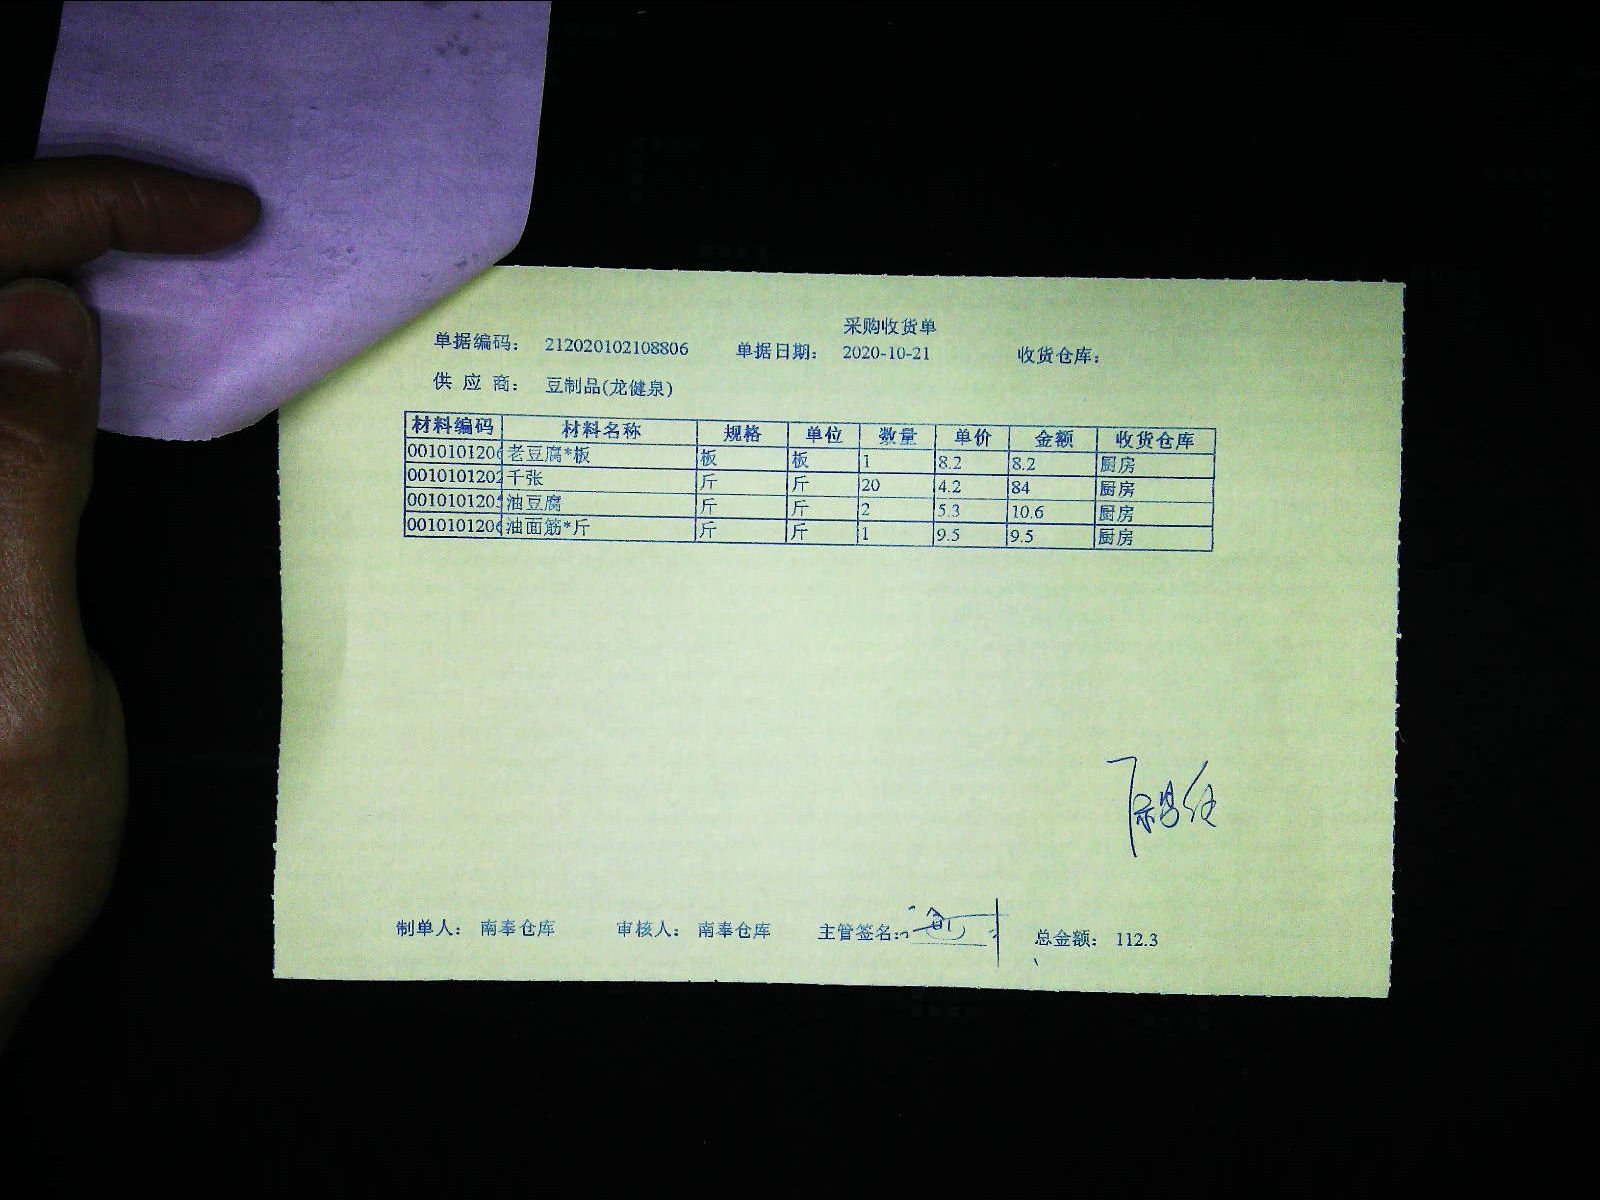 采购收货单
单据编码： 212020102108806 单据日期： 2020-10-21 收货仓库：
供 应 商： 豆制品(龙健泉)
材料编码 材料名称 规格 单位 数量 单价 金额 收货仓库
0010101206 老豆腐*板 板 板 1 8.2 8.2 厨房
0010101202 千张 斤 斤 20 4.2 84 厨房
001010120 油豆腐 斤 斤 2 5.3 10.6 厨房
0010101206 油面筋*斤 斤 斤 1 9.5 9.5 厨房
制单人： 南奉仓库 审核人： 南奉仓库 主管签名： 总金额： 112.3